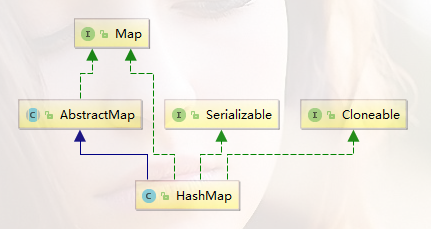 I Map
C AbstractMap
I Serializable
I Cloneable
C HashMap